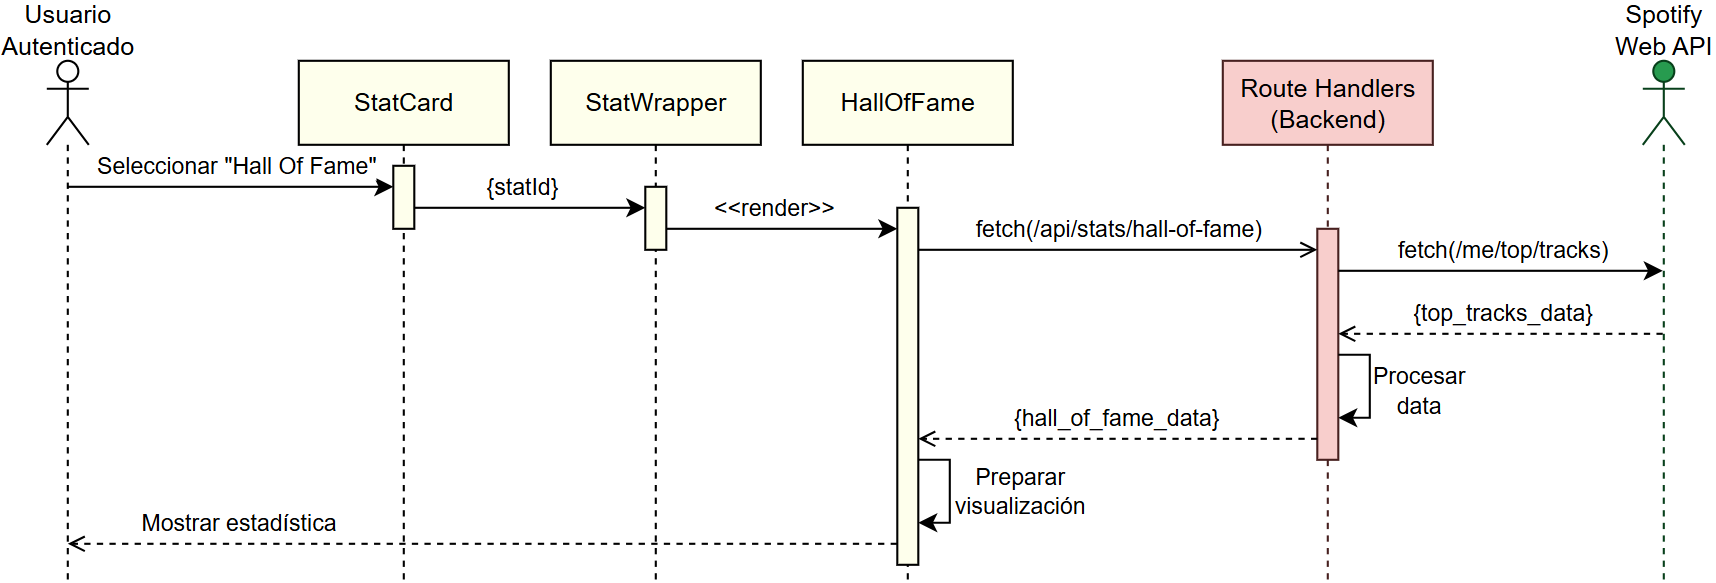 Usuario
Autenticado
Spotify
Web API
StatCard
StatWrapper
HallOfFame
Route Handlers
(Backend)
Seleccionar "Hall Of Fame"
{statId}
<<render>>
fetch(/api/stats/hall-of-fame)
fetch(/me/top/tracks)
{top_tracks_data}
Procesar
data
{hall_of_fame_data}
Preparar
visualización
Mostrar estadística